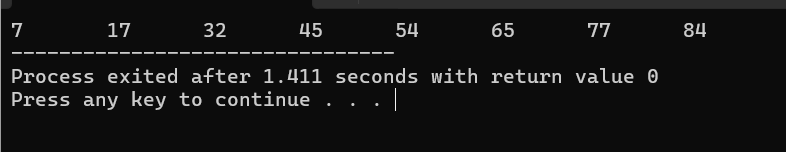 7       17      32      45      54      65      77      84
--------------------------------
Process exited after 1.411 seconds with return value 0
Press any key to continue . . .